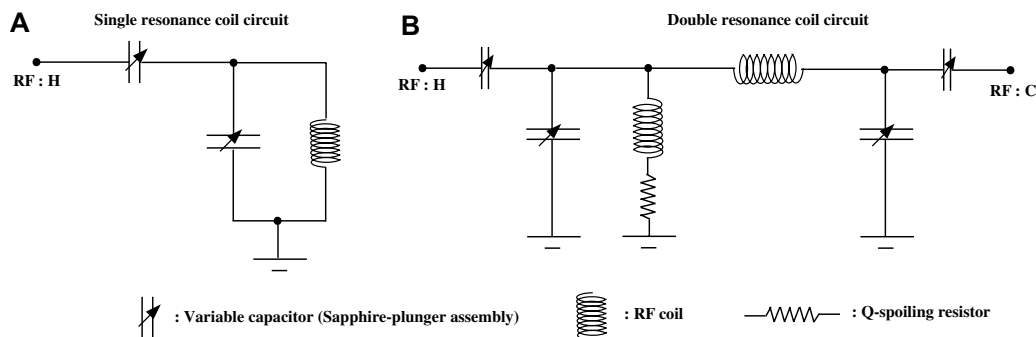 A
Single resonance coil circuit
B
Double resonance coil circuit
RF : H
RF : H
RF : C
: Variable capacitor (Sapphire-plunger assembly)
: RF coil
: Q-spoiling resistor